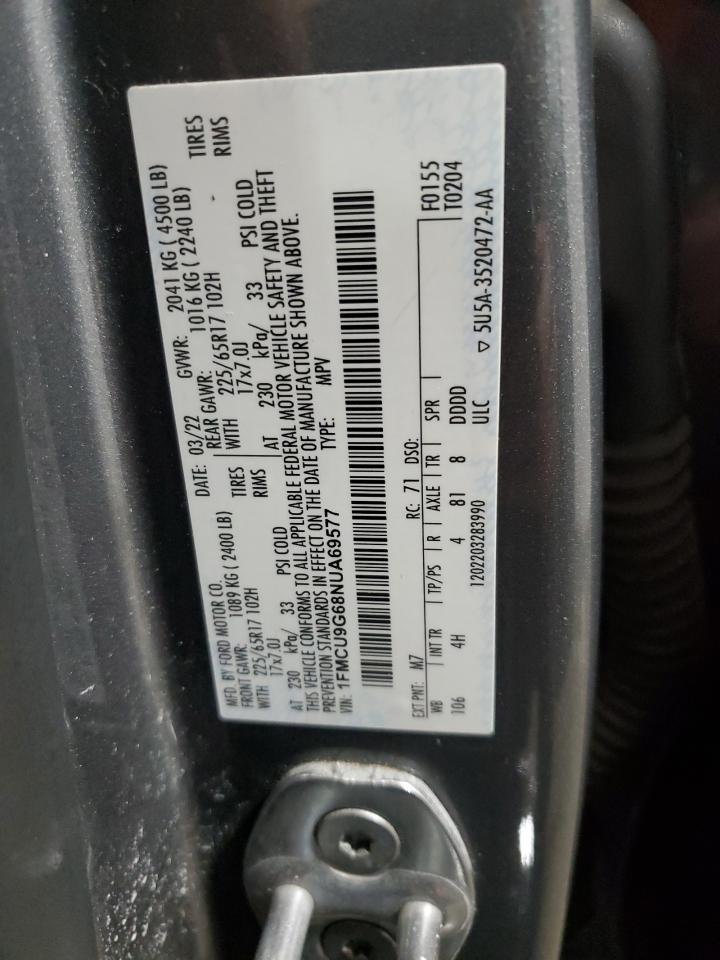 MFD. BY FORD MOTOR CO.
DATE: 03/22 GVWR: 2041 KG ( 4500 LB)
FRONT GAWR: 1089 KG ( 2400 LB)
REAR GAWR: 1016 KG ( 2240 LB)
WITH 225/65R17 102H TIRES
WITH 225/65R17 102H TIRES
17x7.0J RIMS
17x7.0J RIMS
AT 230 kPa/ 33 PSI COLD
AT 230 kPa/ 33 PSI COLD
THIS VEHICLE CONFORMS TO ALL APPLICABLE FEDERAL MOTOR VEHICLE SAFETY AND THEFT
PREVENTION STANDARDS IN EFFECT ON THE DATE OF MANUFACTURE SHOWN ABOVE.
VIN: 1FMCU9G68NUA69577 TYPE: MPV
EXT PNT: M7 RC: 71 DSO: F0155
WB INT TR TP/PS R AXLE TR SPR T0204
106 4H 4 81 8 DDDD
1202203283990 ULC ▽ 5U5A-3520472-AA